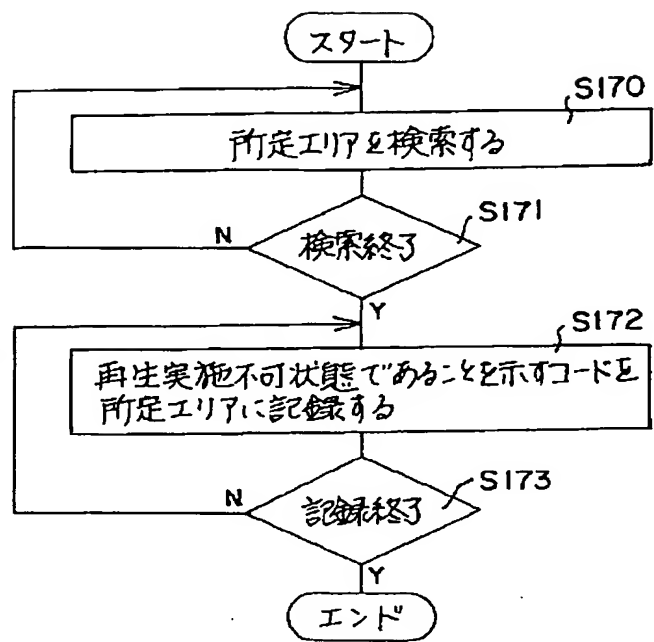 スタート
S170
所定エリアを検索する
S171
検索終了
N
Y
S172
再生実施不可状態であることを示すコードを
所定エリアに記録する
S173
記録終了
N
Y
エンド